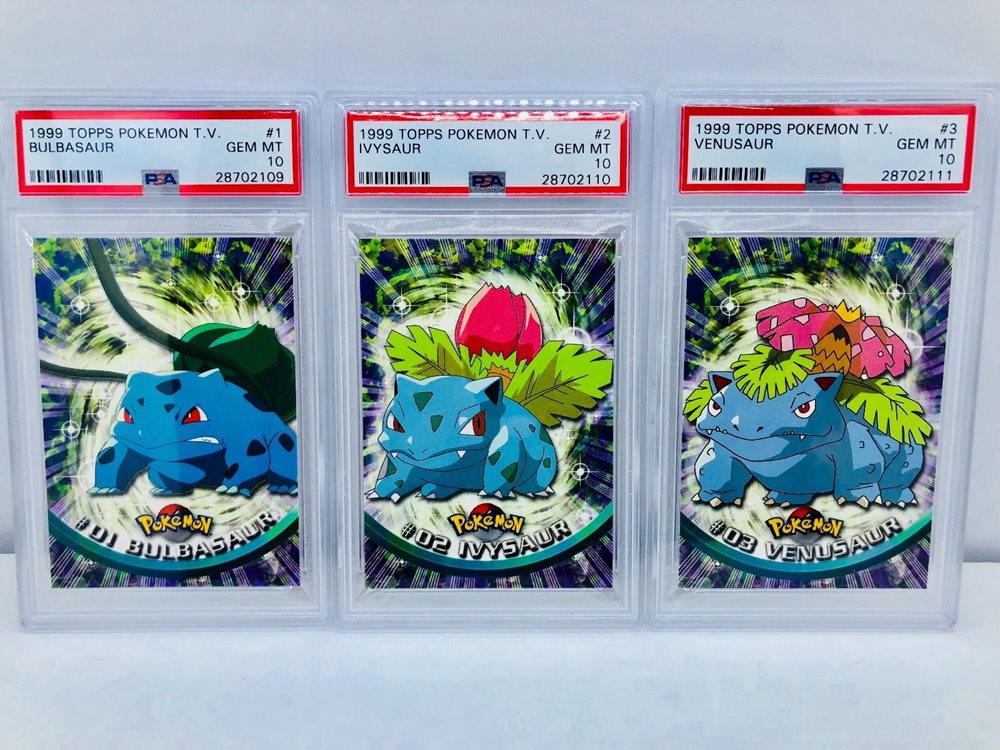 1999 TOPPS POKEMON T.V. #1
BULBASAUR GEM MT
10
PSA 28702109
Pokémon
#01 BULBASAUR
1999 TOPPS POKEMON T.V. #2
IVYSAUR GEM MT
10
PSA 28702110
Pokémon
#02 IVYSAUR
1999 TOPPS POKEMON T.V. #3
VENUSAUR GEM MT
10
PSA 28702111
Pokémon
#03 VENUSAUR